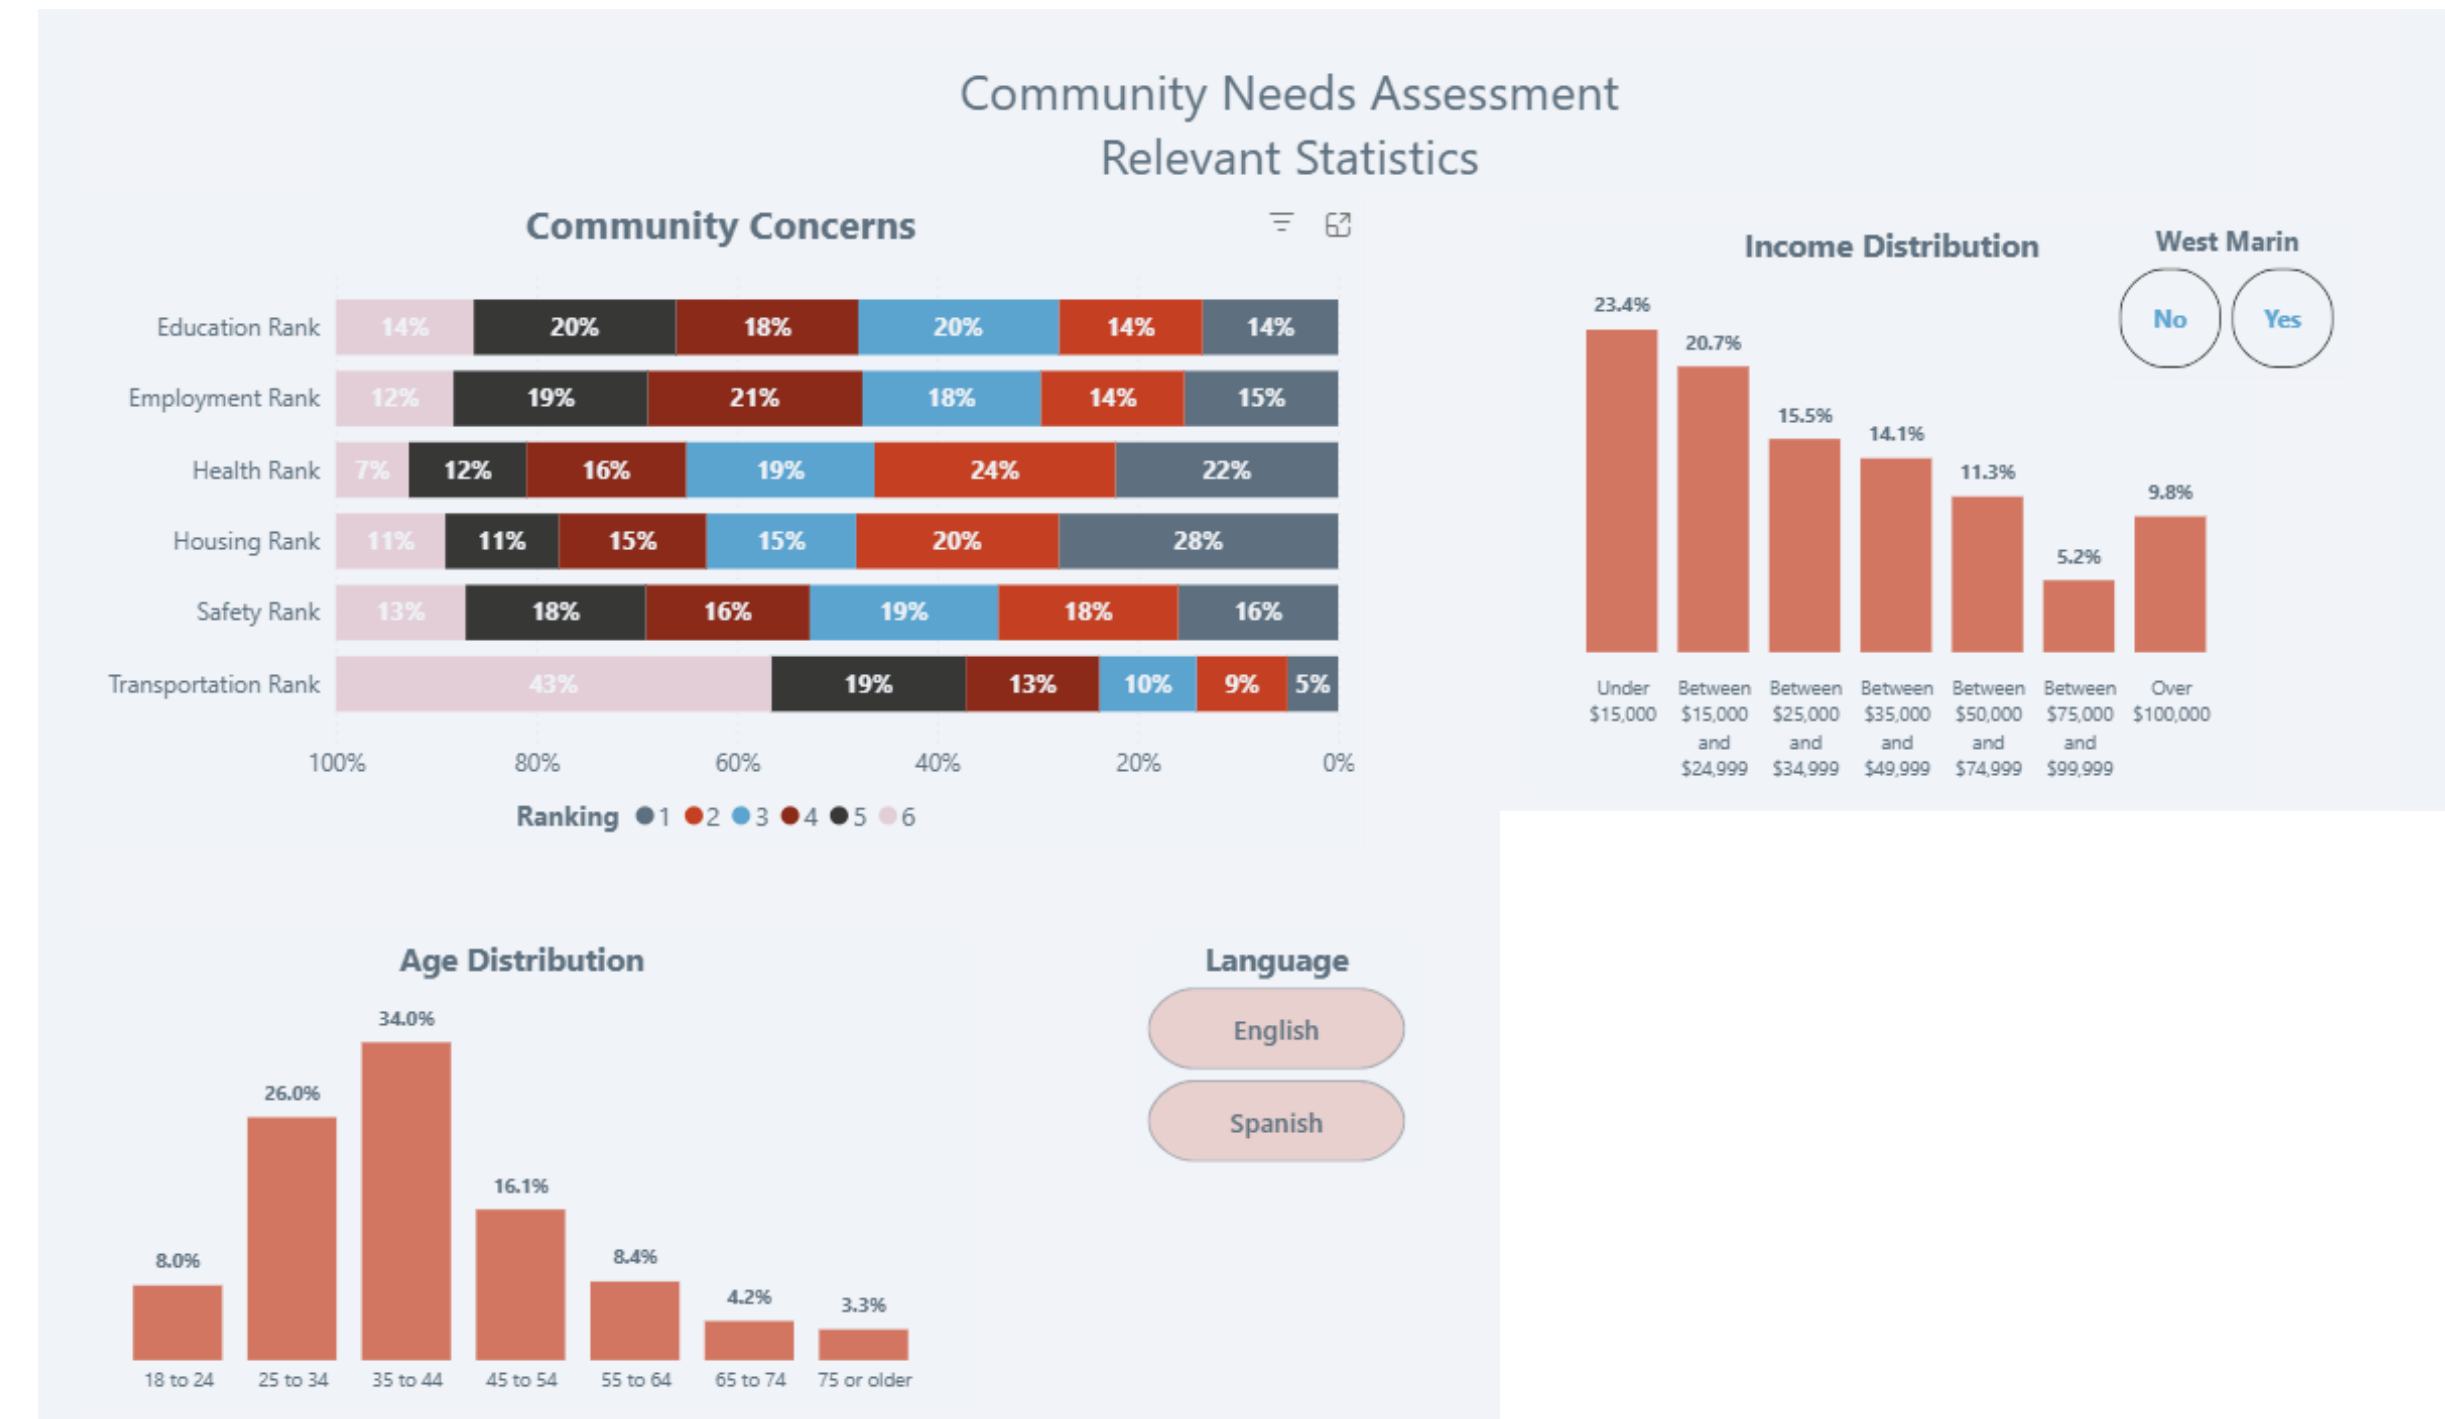 Community Needs Assessment
Relevant Statistics
Community Concerns
Education Rank 14% 20% 18% 20% 14% 14%
Employment Rank 12% 19% 21% 18% 14% 15%
Health Rank 7% 12% 16% 19% 24% 22%
Housing Rank 11% 11% 15% 15% 20% 28%
Safety Rank 13% 18% 16% 19% 18% 16%
Transportation Rank 43% 19% 13% 10% 9% 5%
100% 80% 60% 40% 20% 0%
Ranking 1 2 3 4 5 6
Income Distribution
West Marin
No Yes
23.4%
20.7%
15.5%
14.1%
11.3%
5.2%
9.8%
Under
$15,000
Between
$15,000
and
$24,999
Between
$25,000
and
$34,999
Between
$35,000
and
$49,999
Between
$50,000
and
$74,999
Between
$75,000
and
$99,999
Over
$100,000
Age Distribution
8.0%
26.0%
34.0%
16.1%
8.4%
4.2%
3.3%
18 to 24 25 to 34 35 to 44 45 to 54 55 to 64 65 to 74 75 or older
Language
English
Spanish